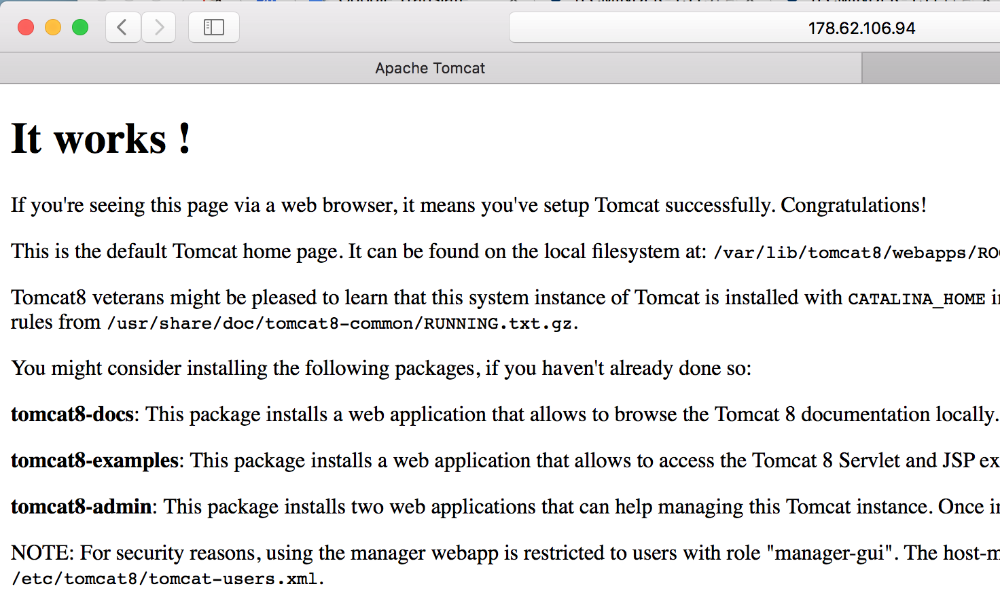 178.62.106.94
Apache Tomcat
It works !
If you're seeing this page via a web browser, it means you've setup Tomcat successfully. Congratulations!
This is the default Tomcat home page. It can be found on the local filesystem at: /var/lib/tomcat8/webapps/RO
Tomcat8 veterans might be pleased to learn that this system instance of Tomcat is installed with CATALINA_HOME
rules from /usr/share/doc/tomcat8-common/RUNNING.txt.gz.
You might consider installing the following packages, if you haven't already done so:
tomcat8-docs: This package installs a web application that allows to browse the Tomcat 8 documentation locally.
tomcat8-examples: This package installs a web application that allows to access the Tomcat 8 Servlet and JSP ex
tomcat8-admin: This package installs two web applications that can help managing this Tomcat instance. Once
NOTE: For security reasons, using the manager webapp is restricted to users with role "manager-gui". The host-m
/etc/tomcat8/tomcat-users.xml.